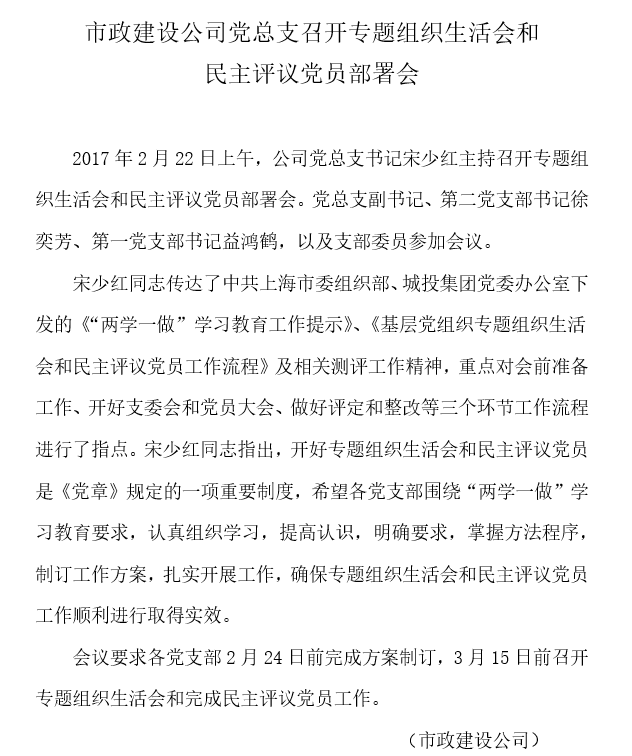 市政建设公司党总支召开专题组织生活会和
民主评议党员部署会
2017 年 2 月 22 日上午，公司党总支书记宋少红主持召开专题组
织生活会和民主评议党员部署会。党总支副书记、第二党支部书记徐
奕芳、第一党支部书记益鸿鹤，以及支部委员参加会议。
宋少红同志传达了中共上海市委组织部、城投集团党委办公室下
发的《“两学一做”学习教育工作提示》、《基层党组织专题组织生活
会和民主评议党员工作流程》及相关测评工作精神，重点对会前准备
工作、开好支委会和党员大会、做好评定和整改等三个环节工作流程
进行了指点。宋少红同志指出，开好专题组织生活会和民主评议党员
是《党章》规定的一项重要制度，希望各党支部围绕“两学一做”学
习教育要求，认真组织学习，提高认识，明确要求，掌握方法程序，
制订工作方案，扎实开展工作，确保专题组织生活会和民主评议党员
工作顺利进行取得实效。
会议要求各党支部 2 月 24 日前完成方案制订，3 月 15 日前召开
专题组织生活会和完成民主评议党员工作。
（市政建设公司）